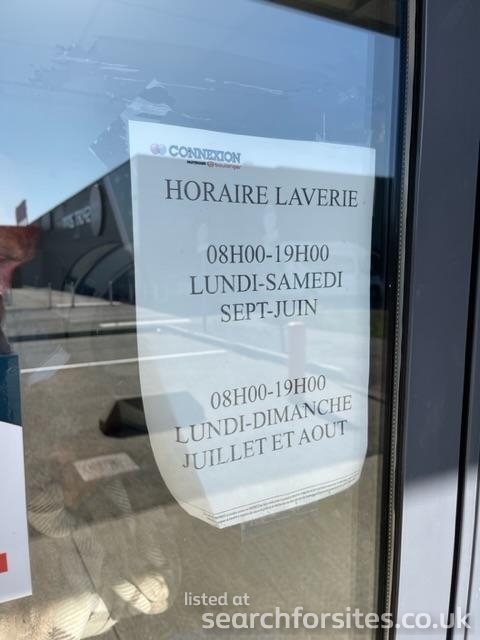 CONNEXION
boulanger
HORAIRE LAVERIE
08H00-19H00
LUNDI-SAMEDI
SEPT-JUIN
08H00-19H00
LUNDI-DIMANCHE
JUILLET ET AOUT
listed at
searchforsites.co.uk